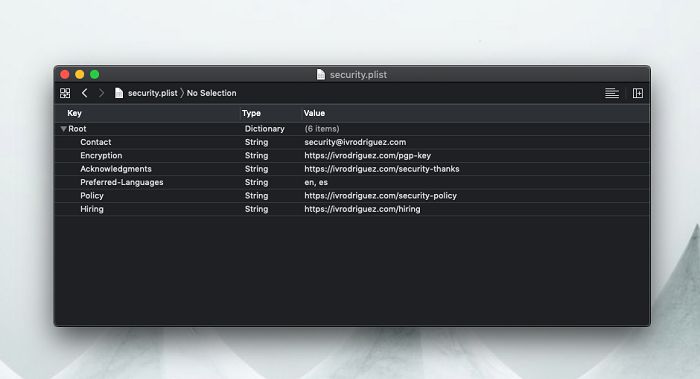 security.plist
security.plist 〉 No Selection
Key Type Value
Root Dictionary (6 items)
Contact String security@ivrodriguez.com
Encryption String https://ivrodriguez.com/pgp-key
Acknowledgments String https://ivrodriguez.com/security-thanks
Preferred-Languages String en, es
Policy String https://ivrodriguez.com/security-policy
Hiring String https://ivrodriguez.com/hiring